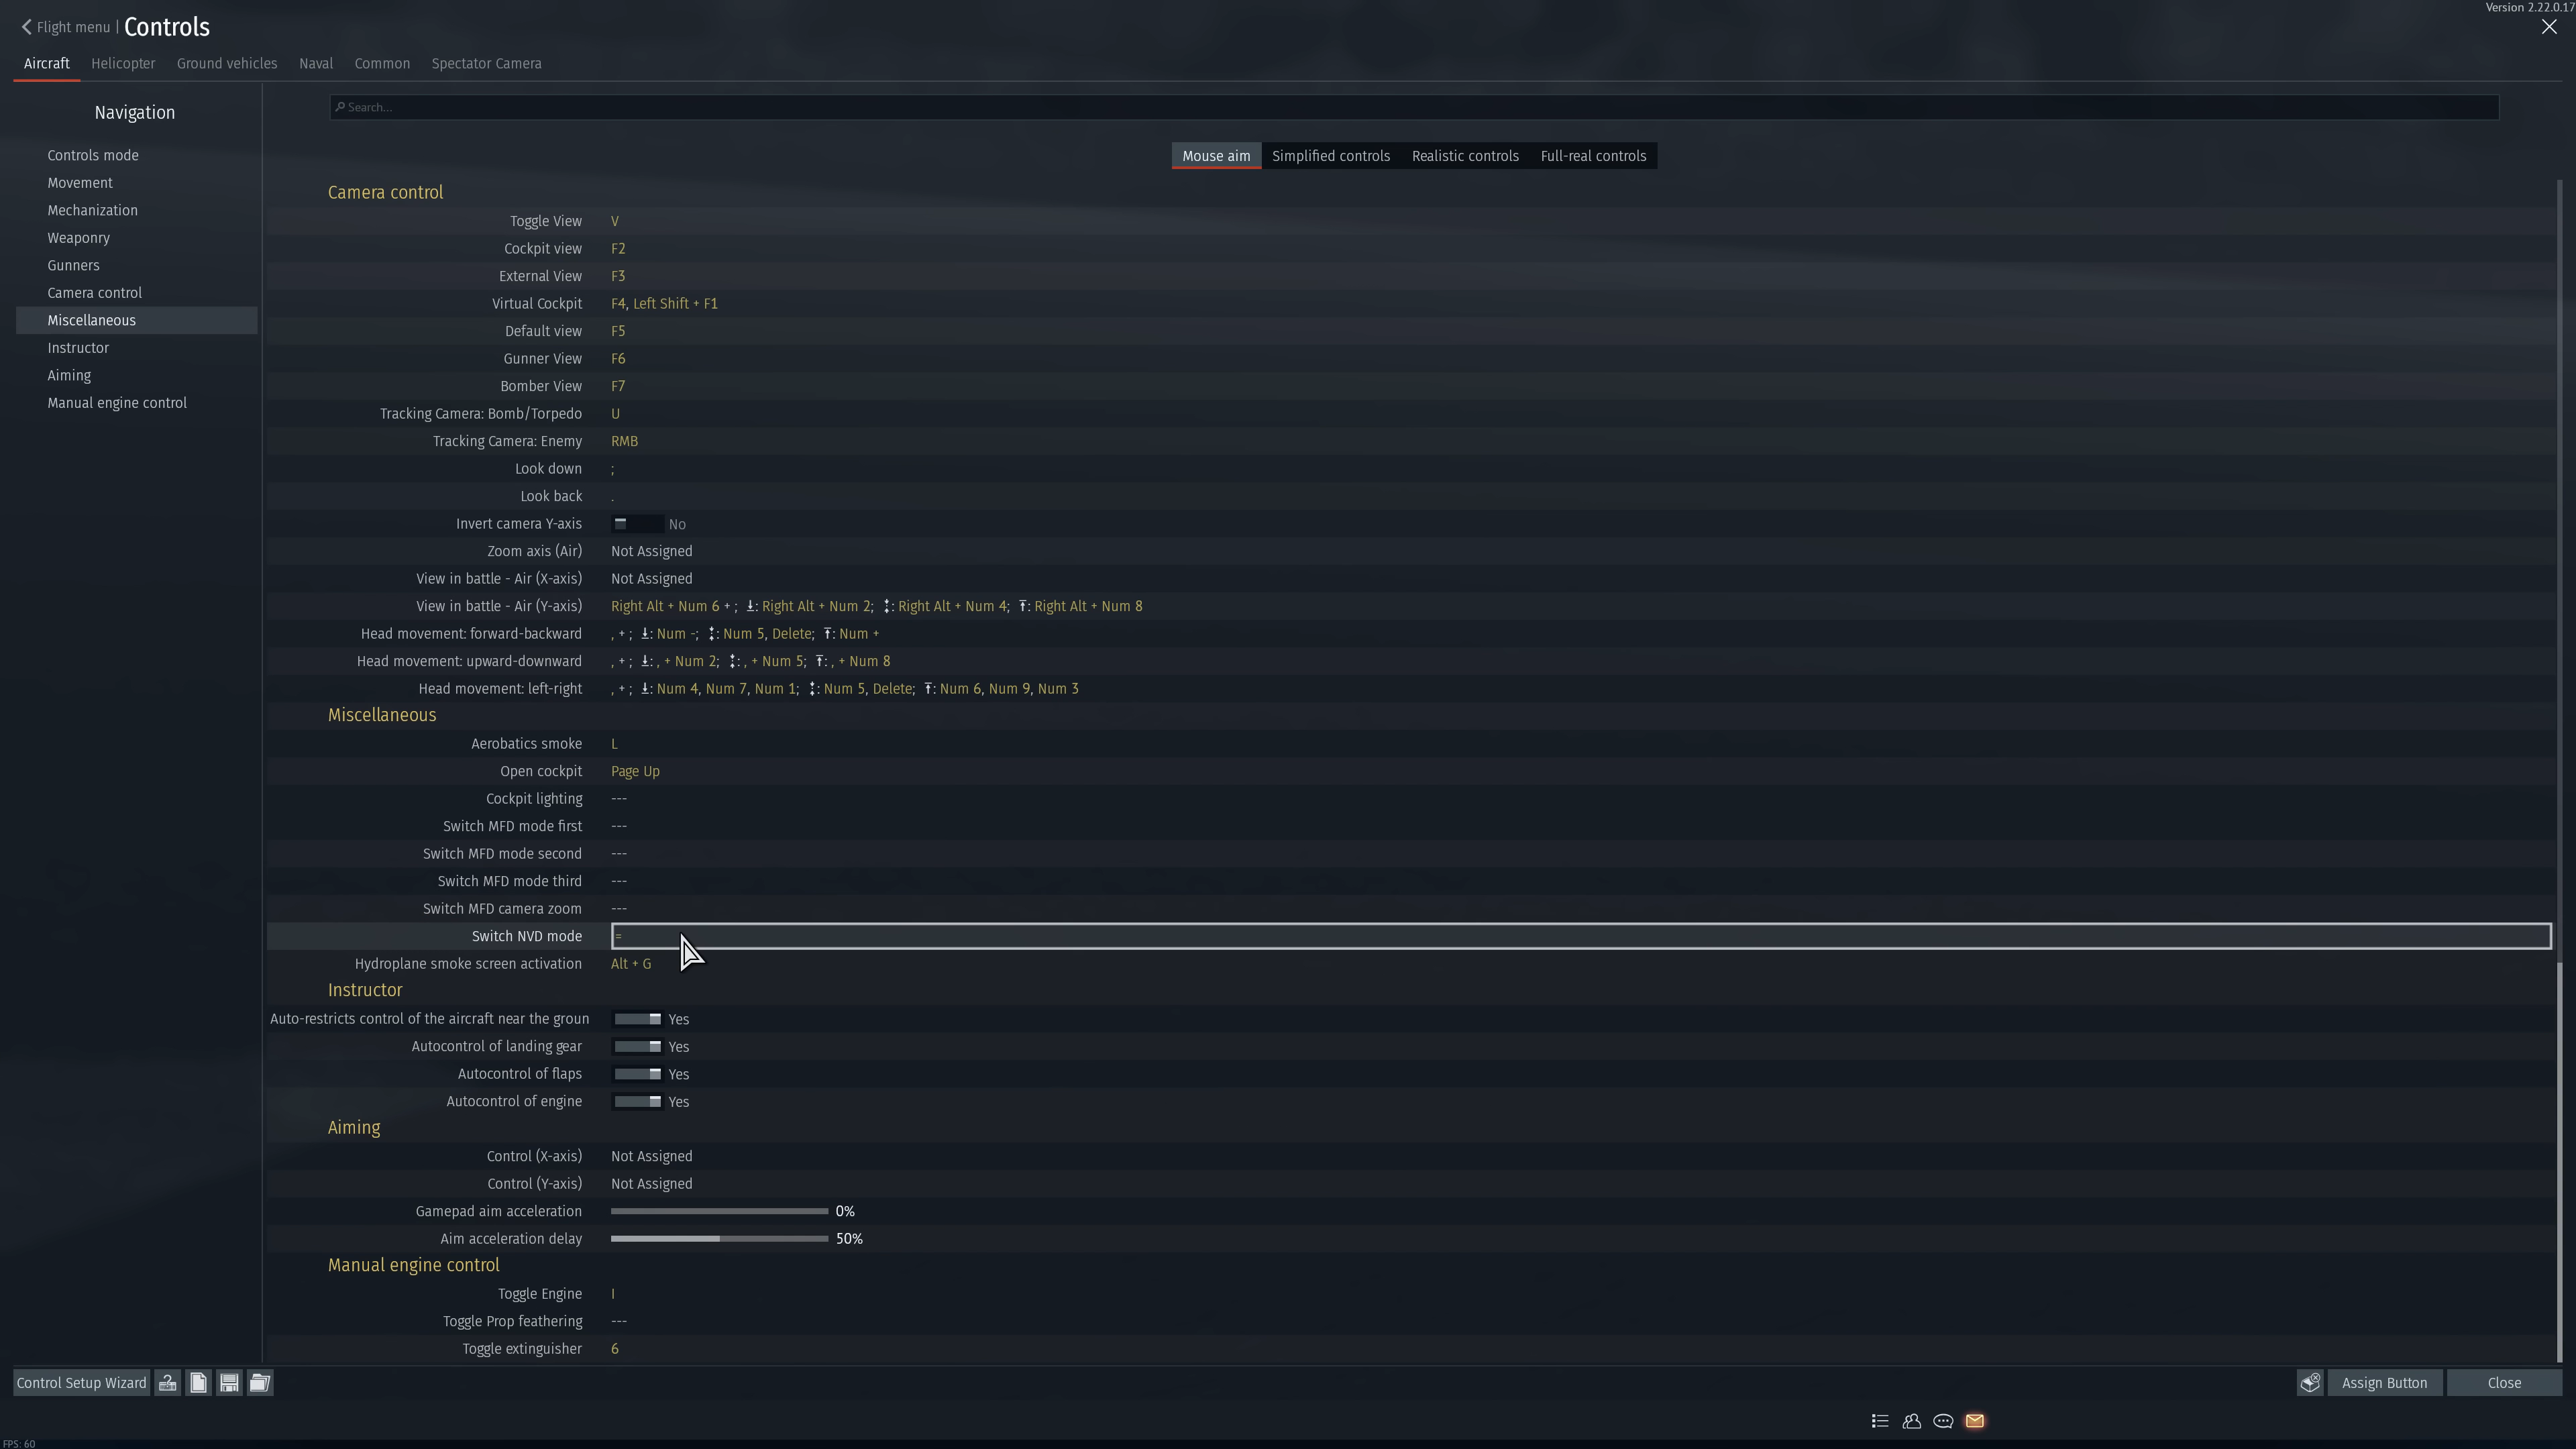 Version 2.22.0.17
Flight menu | Controls
Aircraft Helicopter Ground vehicles Naval Common Spectator Camera
Navigation
Controls mode
Movement
Mechanization
Weaponry
Gunners
Camera control
Miscellaneous
Instructor
Aiming
Manual engine control
Search...
Mouse aim Simplified controls Realistic controls Full-real controls
Camera control
Toggle View V
Cockpit view F2
External View F3
Virtual Cockpit F4, Left Shift + F1
Default view F5
Gunner View F6
Bomber View F7
Tracking Camera: Bomb/Torpedo U
Tracking Camera: Enemy RMB
Look down ;
Look back .
Invert camera Y-axis No
Zoom axis (Air) Not Assigned
View in battle - Air (X-axis) Not Assigned
View in battle - Air (Y-axis) Right Alt + Num 6 + ; : Right Alt + Num 2; : Right Alt + Num 4; : Right Alt + Num 8
Head movement: forward-backward , + ; : Num -; : Num 5, Delete; : Num +
Head movement: upward-downward , + ; : , + Num 2; : , + Num 5; : , + Num 8
Head movement: left-right , + ; : Num 4, Num 7, Num 1; : Num 5, Delete; : Num 6, Num 9, Num 3
Miscellaneous
Aerobatics smoke L
Open cockpit Page Up
Cockpit lighting ---
Switch MFD mode first ---
Switch MFD mode second ---
Switch MFD mode third ---
Switch MFD camera zoom ---
Switch NVD mode =
Hydroplane smoke screen activation Alt + G
Instructor
Auto-restricts control of the aircraft near the groun Yes
Autocontrol of landing gear Yes
Autocontrol of flaps Yes
Autocontrol of engine Yes
Aiming
Control (X-axis) Not Assigned
Control (Y-axis) Not Assigned
Gamepad aim acceleration 0%
Aim acceleration delay 50%
Manual engine control
Toggle Engine I
Toggle Prop feathering ---
Toggle extinguisher 6
Control Setup Wizard Assign Button Close
FPS: 60